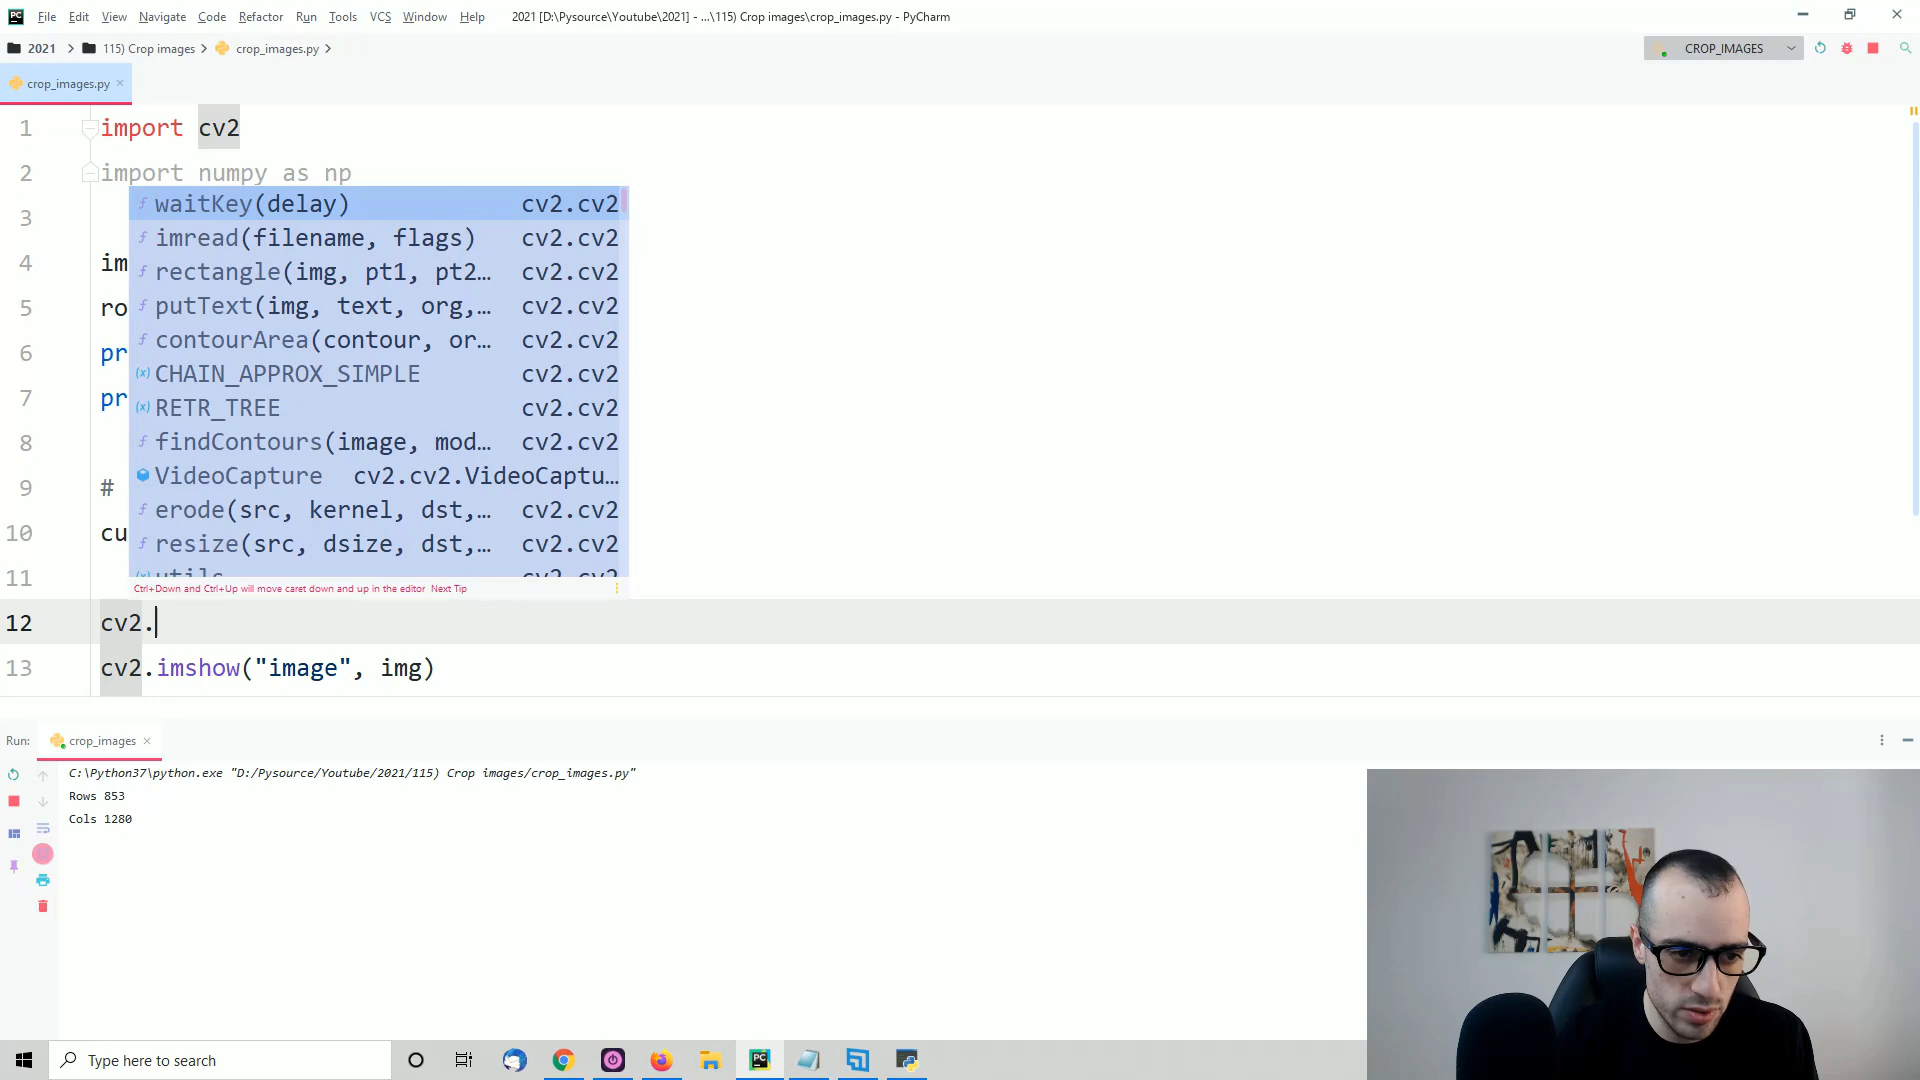 File Edit View Navigate Code Refactor Run Tools VCS Window Help 2021 [D:\Pysource\Youtube\2021] - ...\115) Crop images\crop_images.py - PyCharm
2021 115) Crop images crop_images.py CROP_IMAGES
crop_images.py
1 import cv2
2 import numpy as np
waitKey(delay) cv2.cv2
3
imread(filename, flags) cv2.cv2
4 im
rectangle(img, pt1, pt2... cv2.cv2
5 ro
putText(img, text, org,... cv2.cv2
contourArea(contour, or... cv2.cv2
6 pr
CHAIN_APPROX_SIMPLE cv2.cv2
7 pr
RETR_TREE cv2.cv2
8
findContours(image, mod... cv2.cv2
VideoCapture cv2.cv2.VideoCaptu...
9 #
erode(src, kernel, dst,... cv2.cv2
10 cu
resize(src, dsize, dst,... cv2.cv2
11
utils cv2.cv2
Ctrl+Down and Ctrl+Up will move caret down and up in the editor Next Tip
12 cv2.
13 cv2.imshow("image", img)
Run: crop_images
C:\Python37\python.exe "D:/Pysource/Youtube/2021/115) Crop images/crop_images.py"
Rows 853
Cols 1280
Type here to search